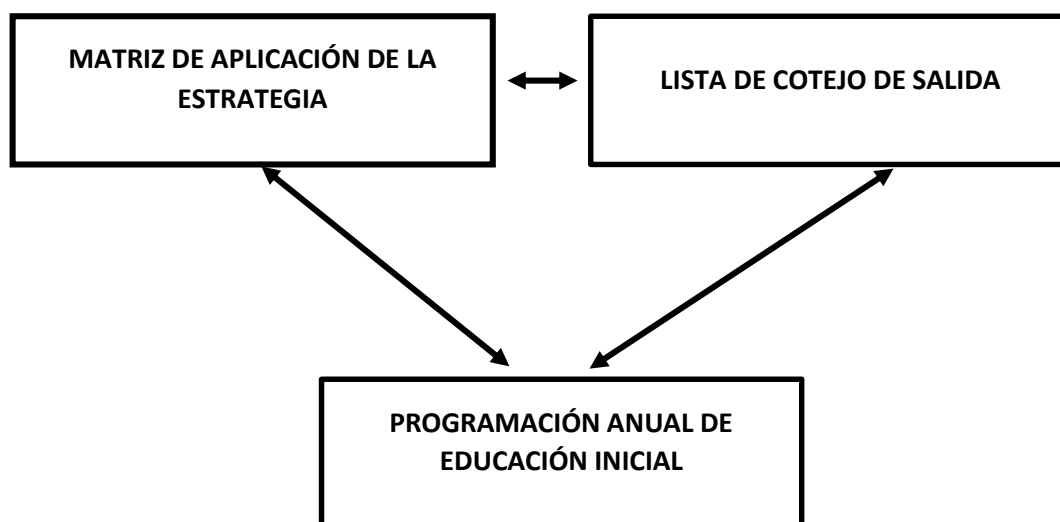 MATRIZ DE APLICACIÓN DE LA
ESTRATEGIA
LISTA DE COTEJO DE SALIDA
PROGRAMACIÓN ANUAL DE
EDUCACIÓN INICIAL